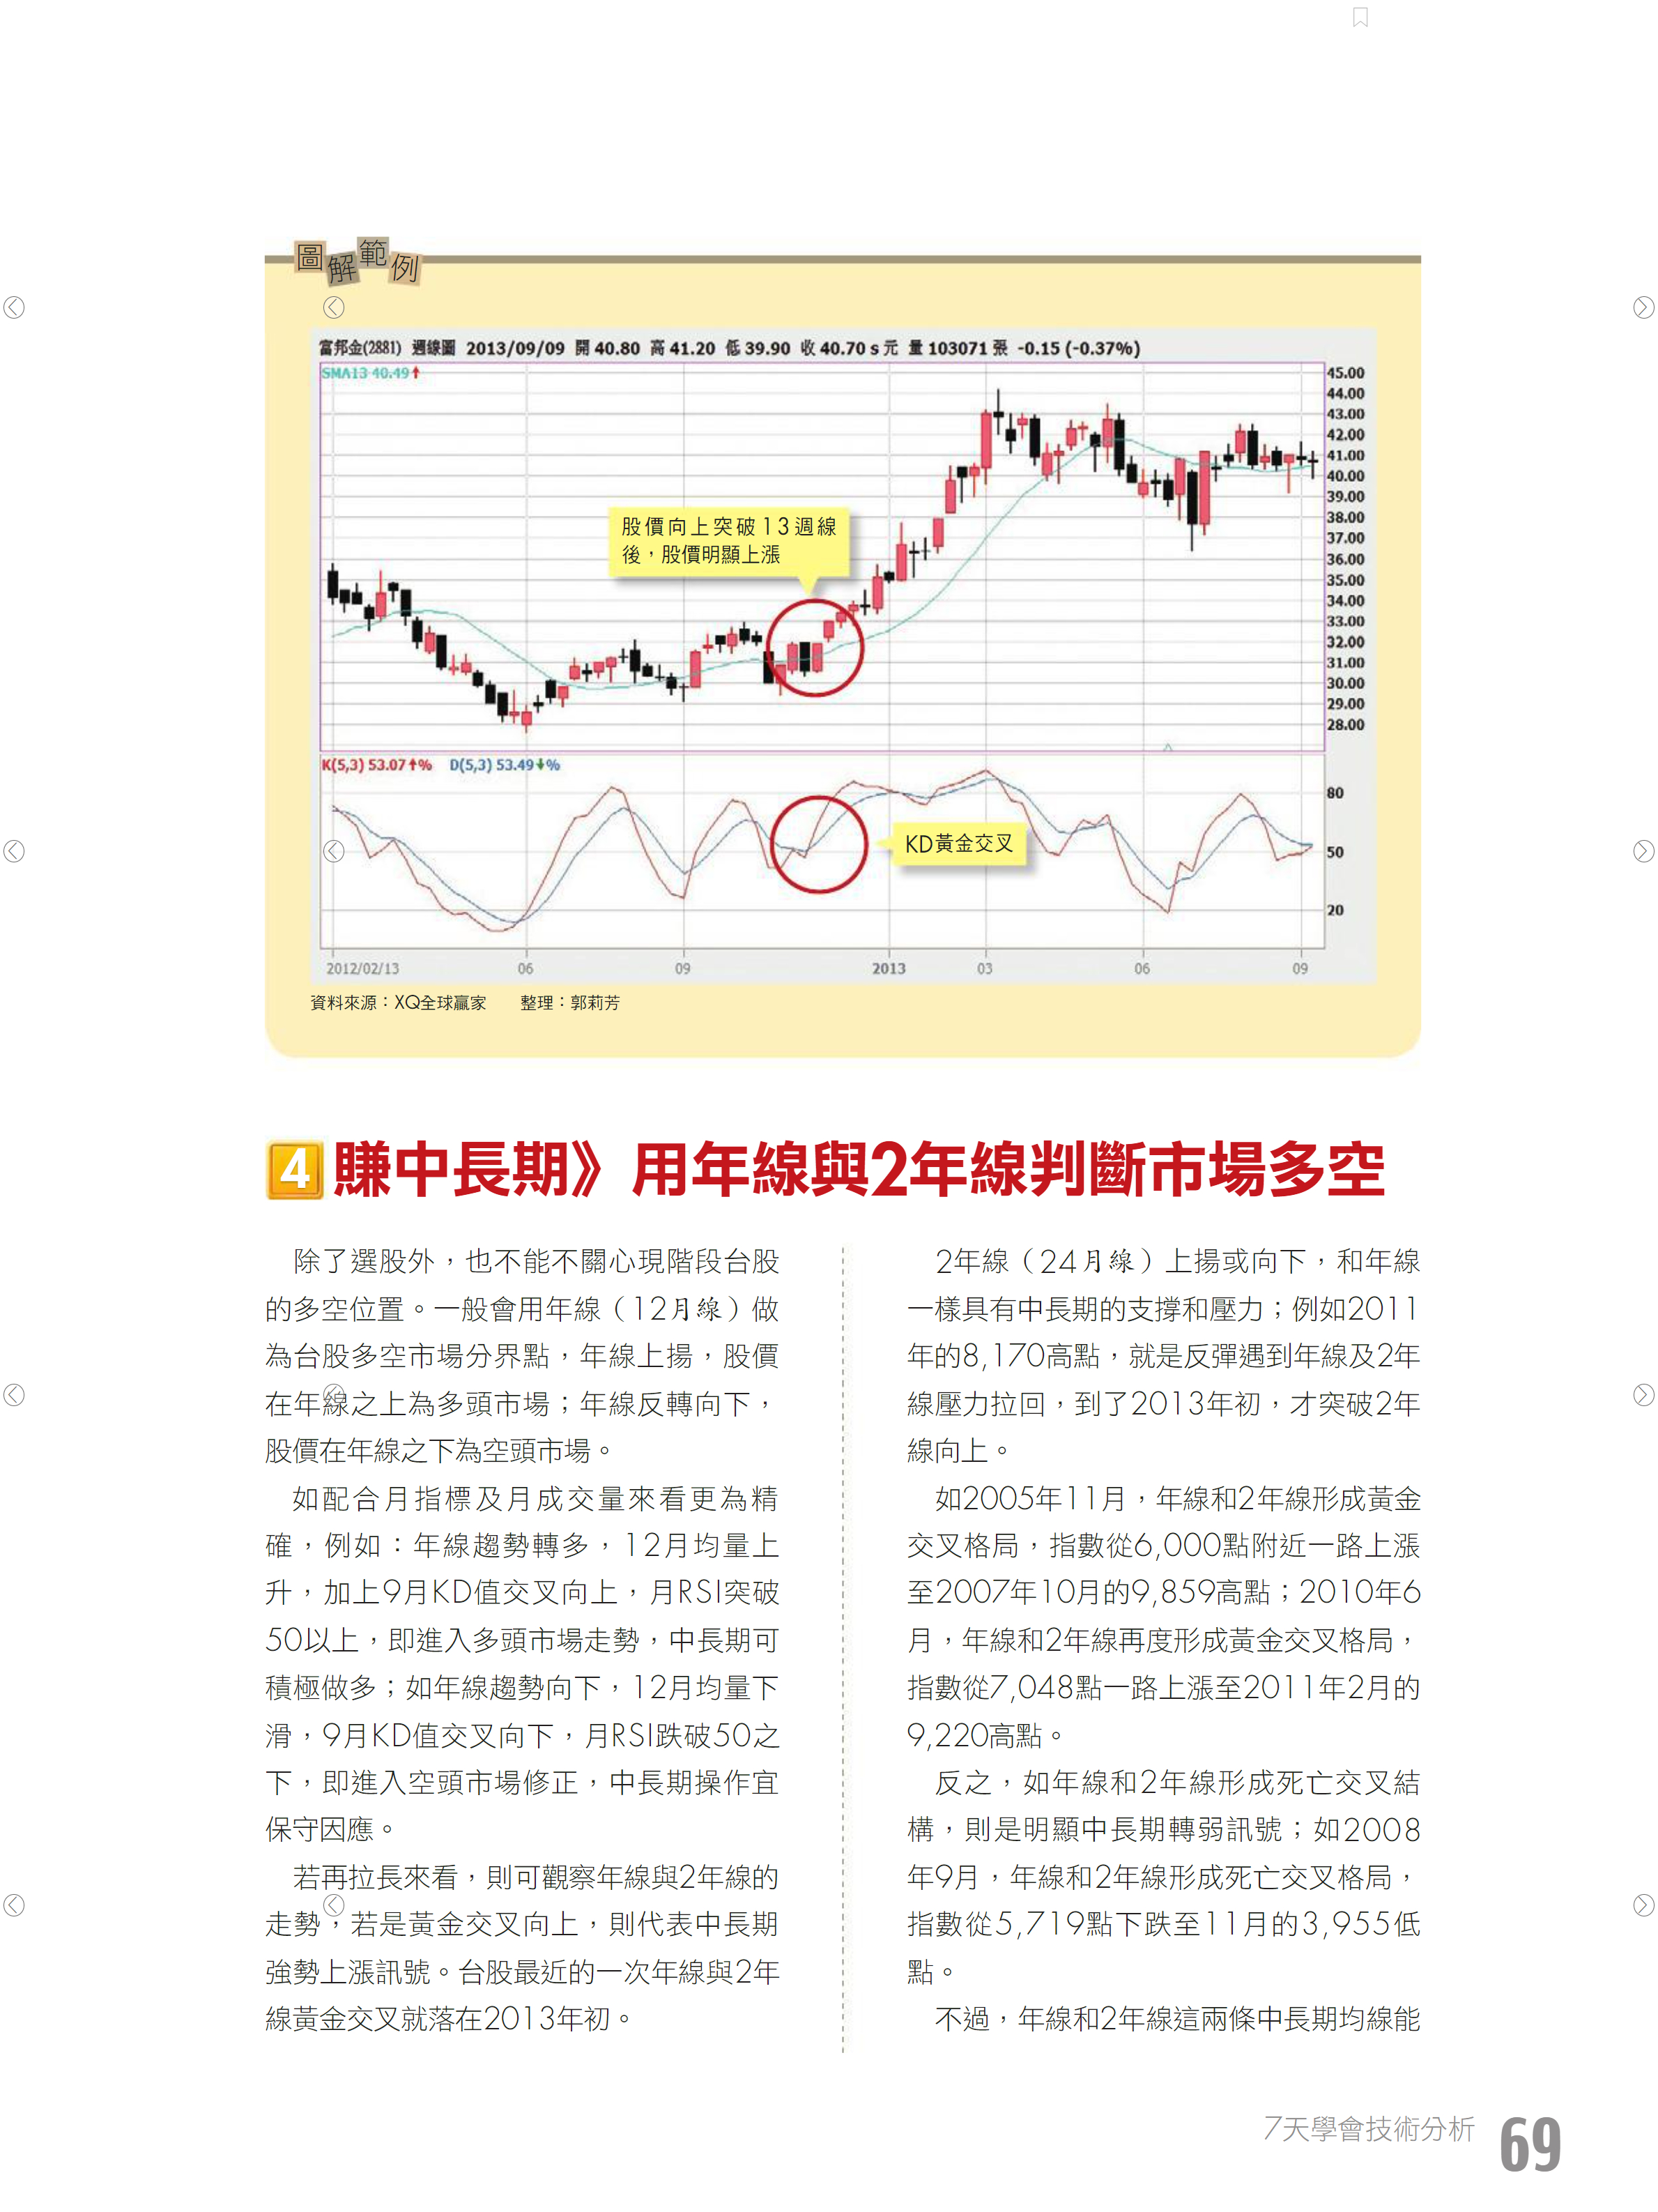 圖解範例
富邦金(2881) 週線圖 2013/09/09 開 40.80 高 41.20 低 39.90 收 40.70 s 元 量 103071 張 -0.15 (-0.37%)
SMA13 40.49↑
45.00
44.00
43.00
42.00
41.00
40.00
39.00
38.00
37.00
36.00
35.00
34.00
33.00
32.00
31.00
30.00
29.00
28.00
股價向上突破13週線
後，股價明顯上漲
K(5,3) 53.07↑% D(5,3) 53.49↓%
80
50
20
KD黃金交叉
2012/02/13 06 09 2013 03 06 09
資料來源：XQ全球贏家 整理：郭莉芳
4 賺中長期》用年線與2年線判斷市場多空
除了選股外，也不能不關心現階段台股
的多空位置。一般會用年線（12月線）做
為台股多空市場分界點，年線上揚，股價
在年線之上為多頭市場；年線反轉向下，
股價在年線之下為空頭市場。
如配合月指標及月成交量來看更為精
確，例如：年線趨勢轉多，12月均量上
升，加上9月KD值交叉向上，月RSI突破
50以上，即進入多頭市場走勢，中長期可
積極做多；如年線趨勢向下，12月均量下
滑，9月KD值交叉向下，月RSI跌破50之
下，即進入空頭市場修正，中長期操作宜
保守因應。
若再拉長來看，則可觀察年線與2年線的
走勢，若是黃金交叉向上，則代表中長期
強勢上漲訊號。台股最近的一次年線與2年
線黃金交叉就落在2013年初。
2年線（24月線）上揚或向下，和年線
一樣具有中長期的支撐和壓力；例如2011
年的8,170高點，就是反彈遇到年線及2年
線壓力拉回，到了2013年初，才突破2年
線向上。
如2005年11月，年線和2年線形成黃金
交叉格局，指數從6,000點附近一路上漲
至2007年10月的9,859高點；2010年6
月，年線和2年線再度形成黃金交叉格局，
指數從7,048點一路上漲至2011年2月的
9,220高點。
反之，如年線和2年線形成死亡交叉結
構，則是明顯中長期轉弱訊號；如2008
年9月，年線和2年線形成死亡交叉格局，
指數從5,719點下跌至11月的3,955低
點。
不過，年線和2年線這兩條中長期均線能
7天學會技術分析 69